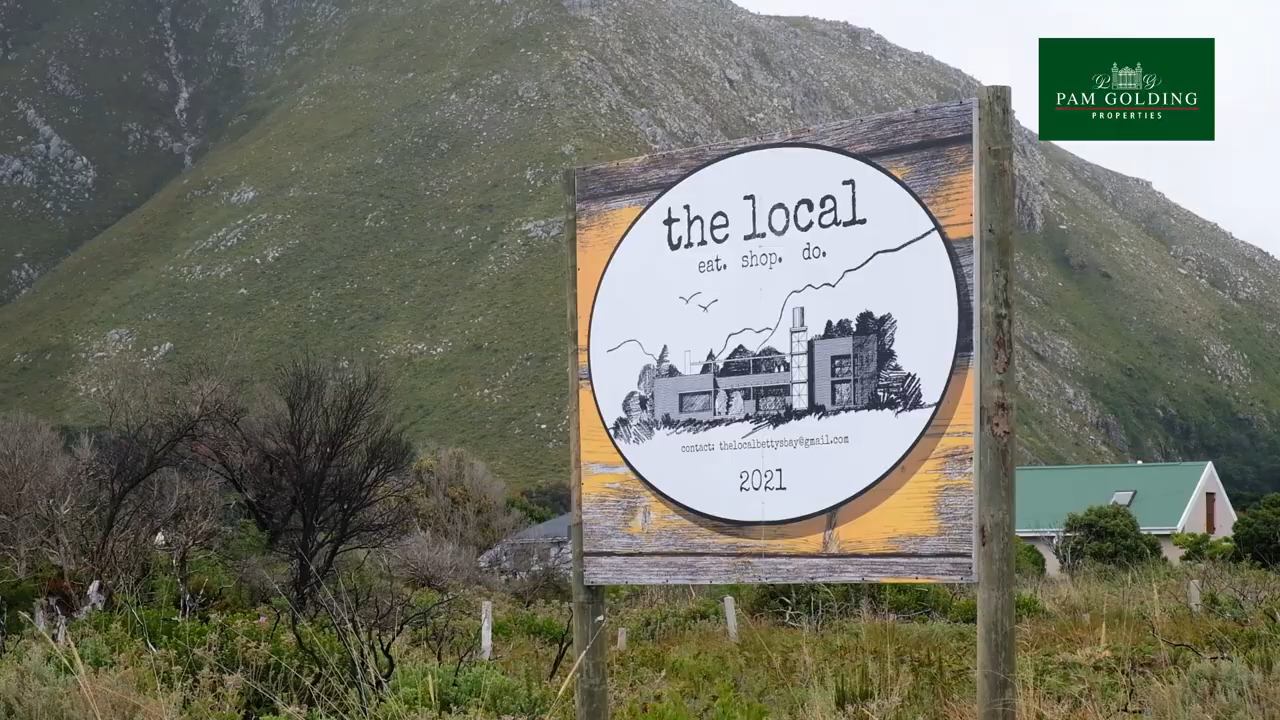 the local
eat. shop. do.
contact: thelocalbettysbay@gmail.com
2021
P G
PAM GOLDING
PROPERTIES